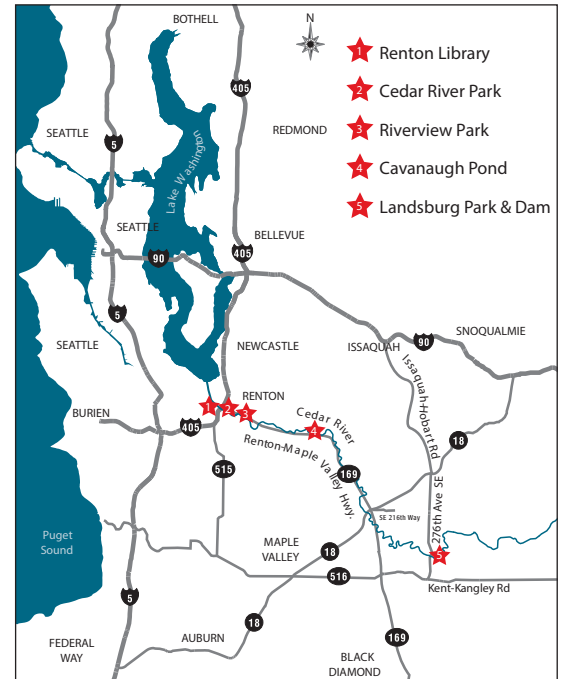 BOTHELL
N
1 Renton Library
2 Cedar River Park
3 Riverview Park
4 Cavanaugh Pond
5 Landsburg Park & Dam
405
SEATTLE
REDMOND
5
Lake Washington
SEATTLE
BELLEVUE
405
90
5
SNOQUALMIE
SEATTLE
NEWCASTLE
ISSAQUAH
90
Issaquah-Hobart Rd
RENTON
1
2
3
BURIEN
405
Cedar River
4
Renton-Maple Valley Hwy.
18
515
169
276th Ave SE
SE 216th Way
Puget
Sound
MAPLE
VALLEY
18
5
516
Kent-Kangley Rd
5
18
FEDERAL
WAY
AUBURN
169
BLACK
DIAMOND